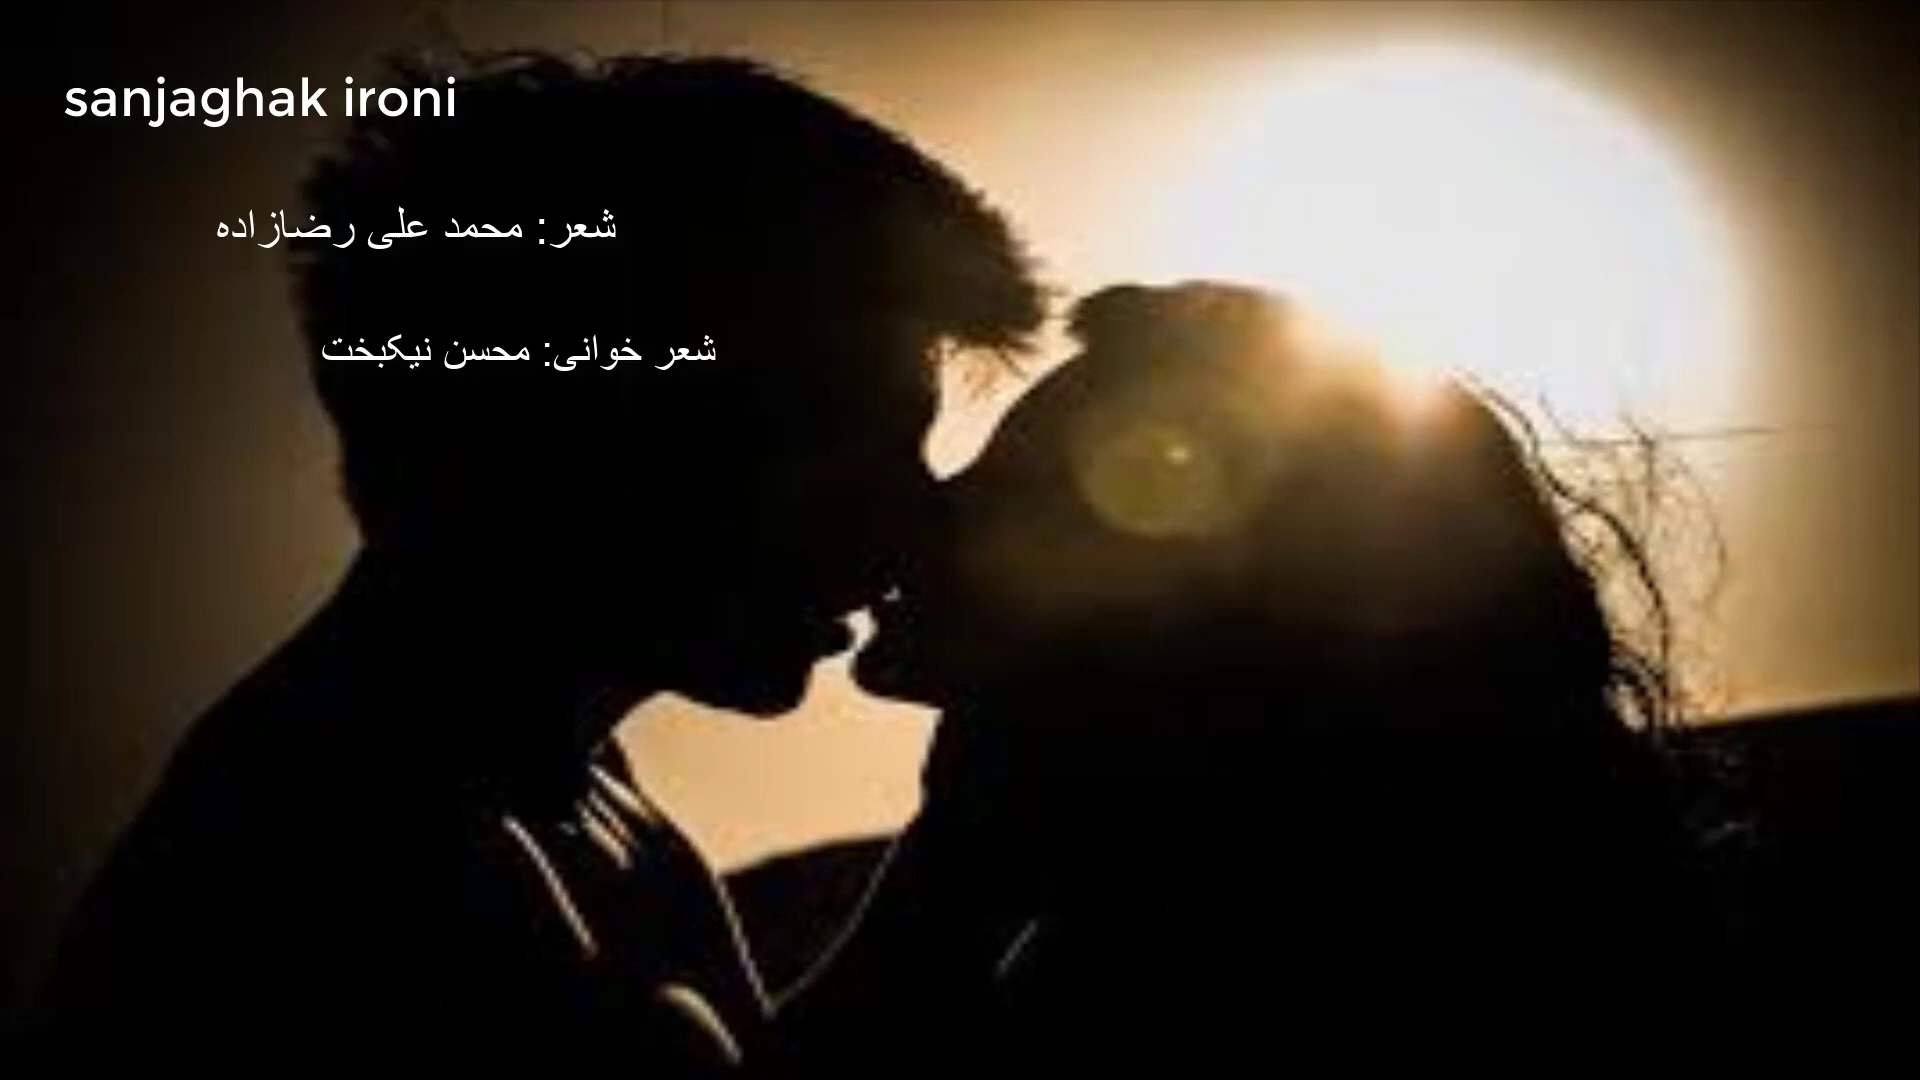 sanjaghak ironi
شعر: محمد علی رضازاده
شعر خوانی: محسن نیکبخت